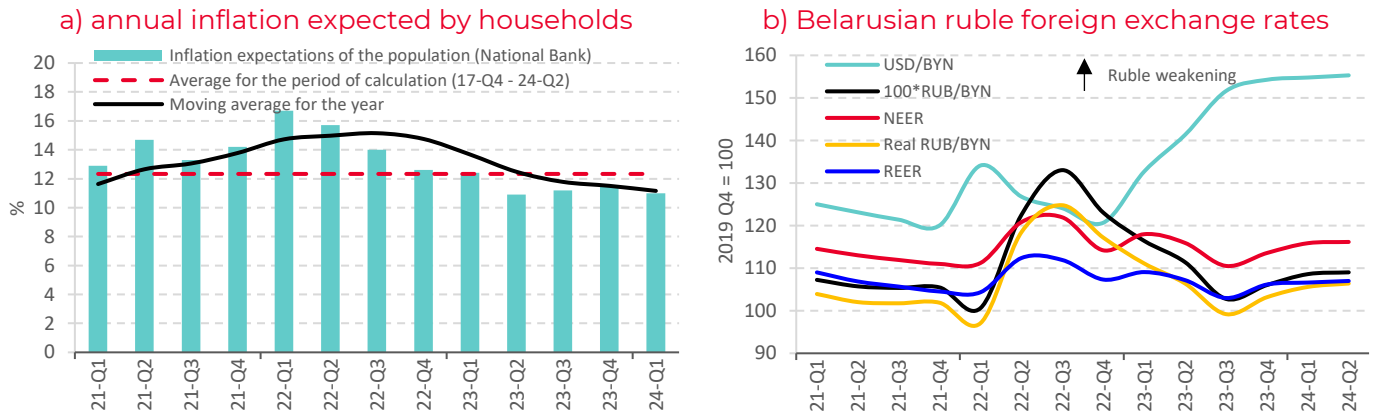 a) annual inflation expected by households
Inflation expectations of the population (National Bank)
Average for the period of calculation (17-Q4 - 24-Q2)
Moving average for the year
20
18
16
14
12
10
8
6
4
2
0
%
21-Q1
21-Q2
21-Q3
21-Q4
22-Q1
22-Q2
22-Q3
22-Q4
23-Q1
23-Q2
23-Q3
23-Q4
24-Q1
b) Belarusian ruble foreign exchange rates
USD/BYN
100*RUB/BYN
NEER
Real RUB/BYN
REER
Ruble weakening
160
150
140
130
120
110
100
90
2019 Q4 = 100
21-Q1
21-Q2
21-Q3
21-Q4
22-Q1
22-Q2
22-Q3
22-Q4
23-Q1
23-Q2
23-Q3
23-Q4
24-Q1
24-Q2